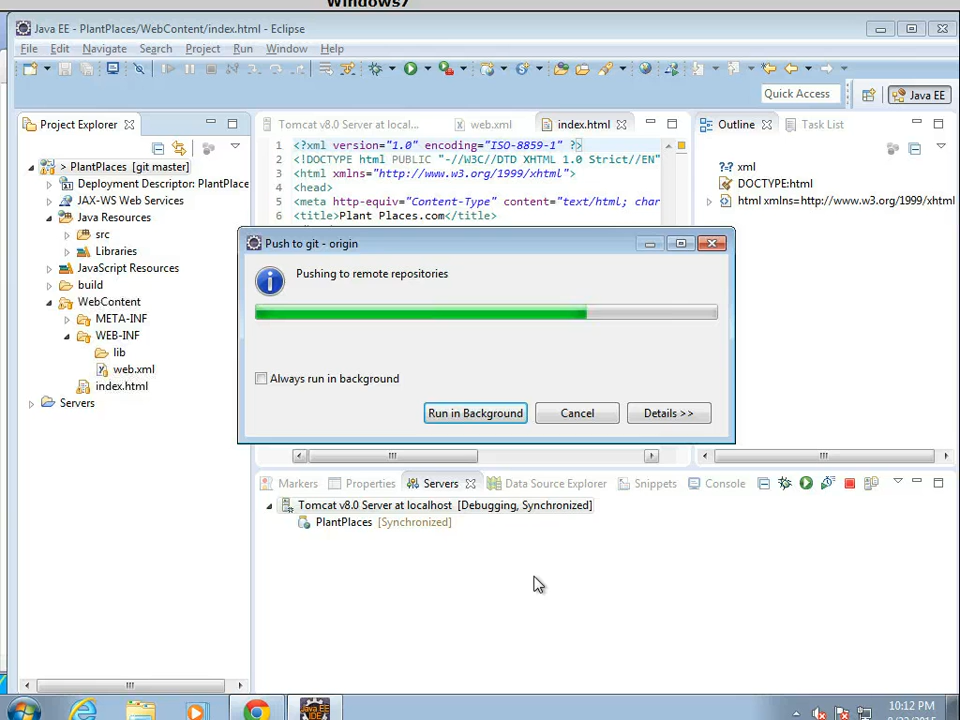 Windows7
Java EE - PlantPlaces/WebContent/index.html - Eclipse
File Edit Navigate Search Project Run Window Help
Quick Access
Java EE
Project Explorer
Tomcat v8.0 Server at local...
web.xml
index.html
Outline
Task List
> PlantPlaces [git master]
Deployment Descriptor: PlantPlace
JAX-WS Web Services
Java Resources
src
Libraries
JavaScript Resources
build
WebContent
META-INF
WEB-INF
lib
web.xml
index.html
Servers
1 <?xml version="1.0" encoding="ISO-8859-1" ?>
2 <!DOCTYPE html PUBLIC "-//W3C//DTD XHTML 1.0 Strict//EN"
3 <html xmlns="http://www.w3.org/1999/xhtml">
4 <head>
5 <meta http-equiv="Content-Type" content="text/html; char
6 <title>Plant Places.com</title>
xml
DOCTYPE:html
html xmlns=http://www.w3.org/1999/xhtml
Push to git - origin
Pushing to remote repositories
Always run in background
Run in Background
Cancel
Details >>
Markers
Properties
Servers
Data Source Explorer
Snippets
Console
Tomcat v8.0 Server at localhost [Debugging, Synchronized]
PlantPlaces [Synchronized]
Java EE
IDE
10:12 PM